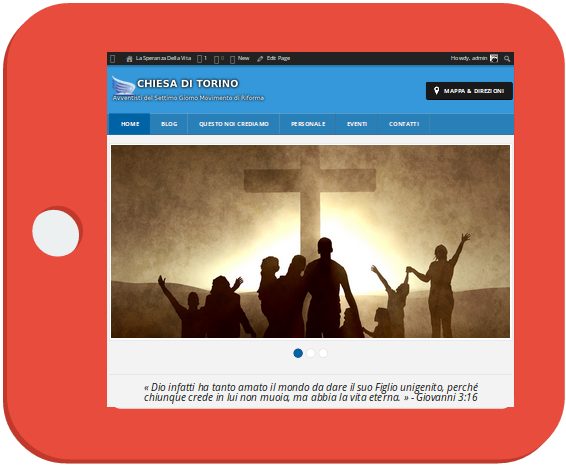 La Speranza Della Vita 1 0 New Edit Page Howdy, admin
CHIESA DI TORINO
Avventisti del Settimo Giorno Movimento di Riforma
MAPPA & DIREZIONI
HOME BLOG QUESTO NOI CREDIAMO PERSONALE EVENTI CONTATTI
« Dio infatti ha tanto amato il mondo da dare il suo Figlio unigenito, perché
chiunque crede in lui non muoia, ma abbia la vita eterna. » - Giovanni 3:16